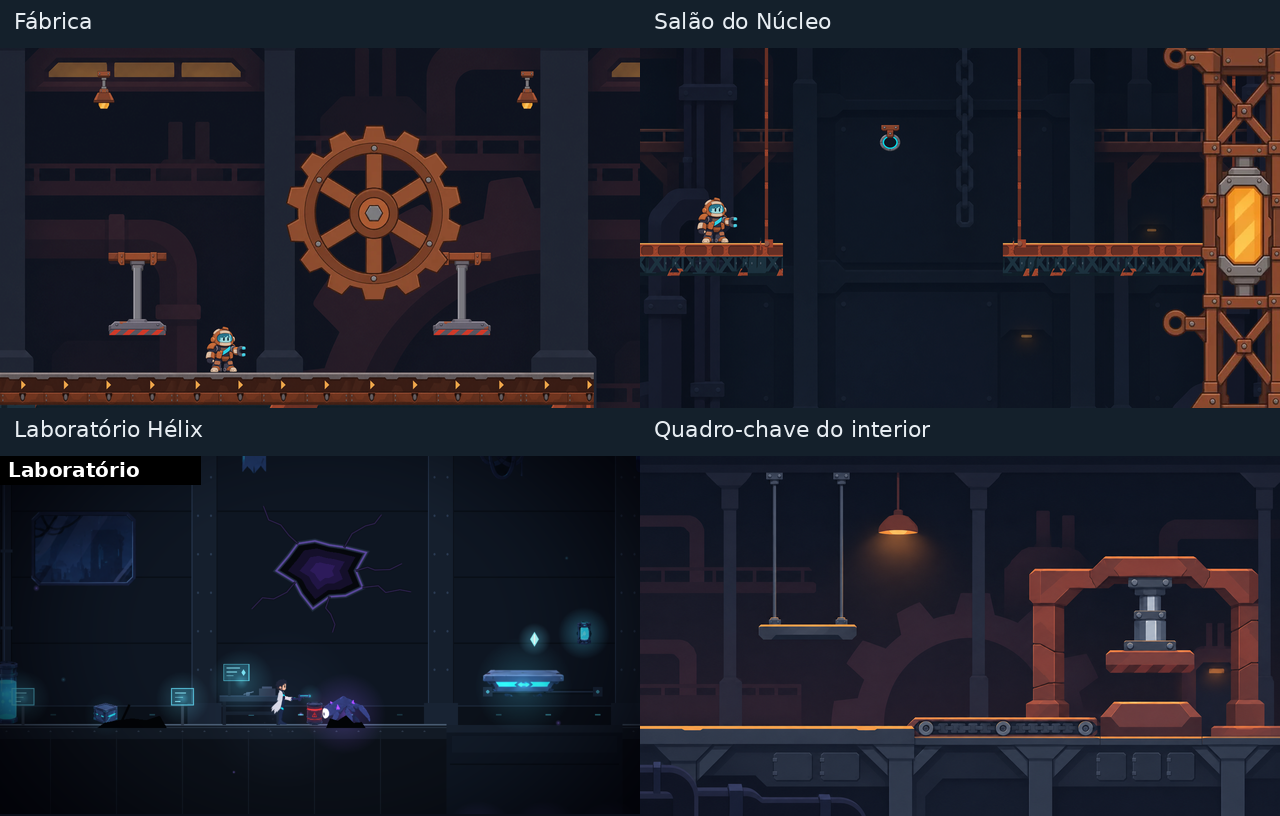 Fábrica
Salão do Núcleo
Laboratório Hélix
Quadro-chave do interior
Laboratório